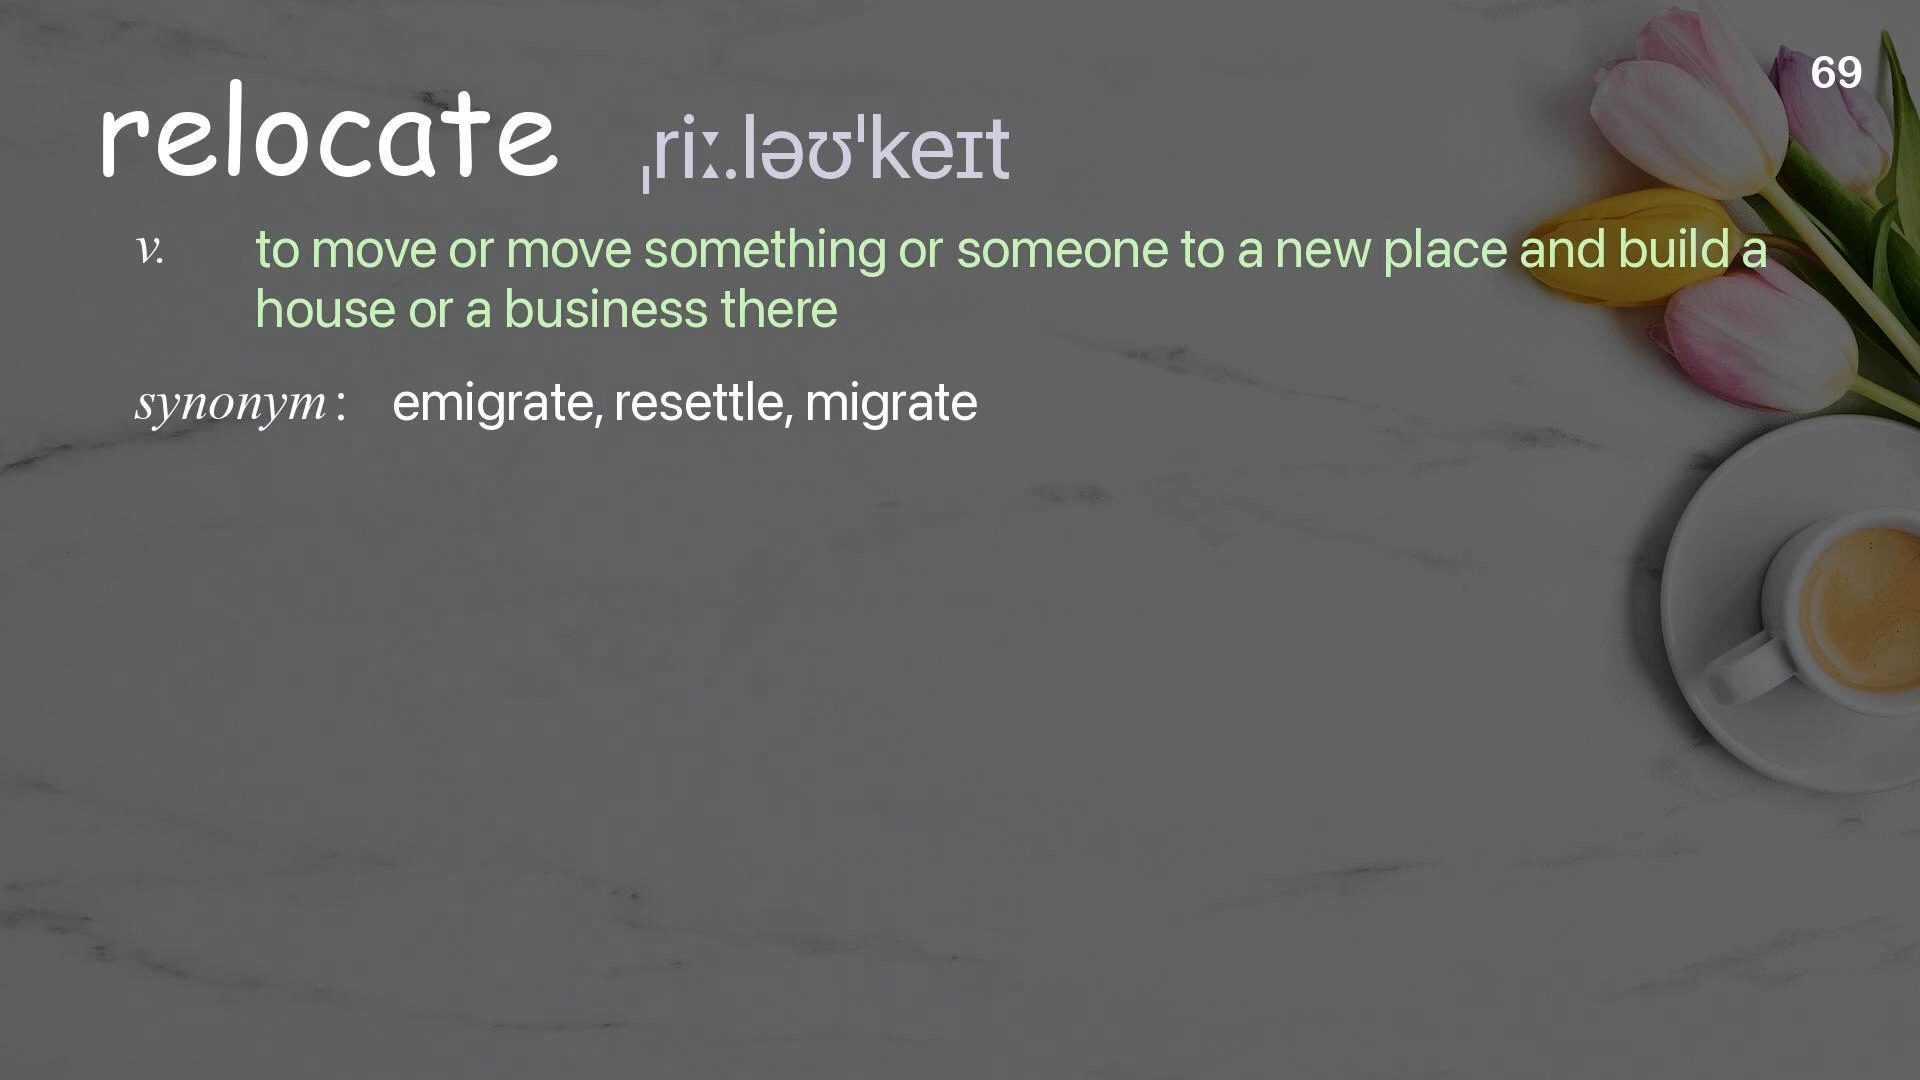 69
relocate ˌriː.ləʊˈkeɪt
v. to move or move something or someone to a new place and build a
house or a business there
synonym : emigrate, resettle, migrate